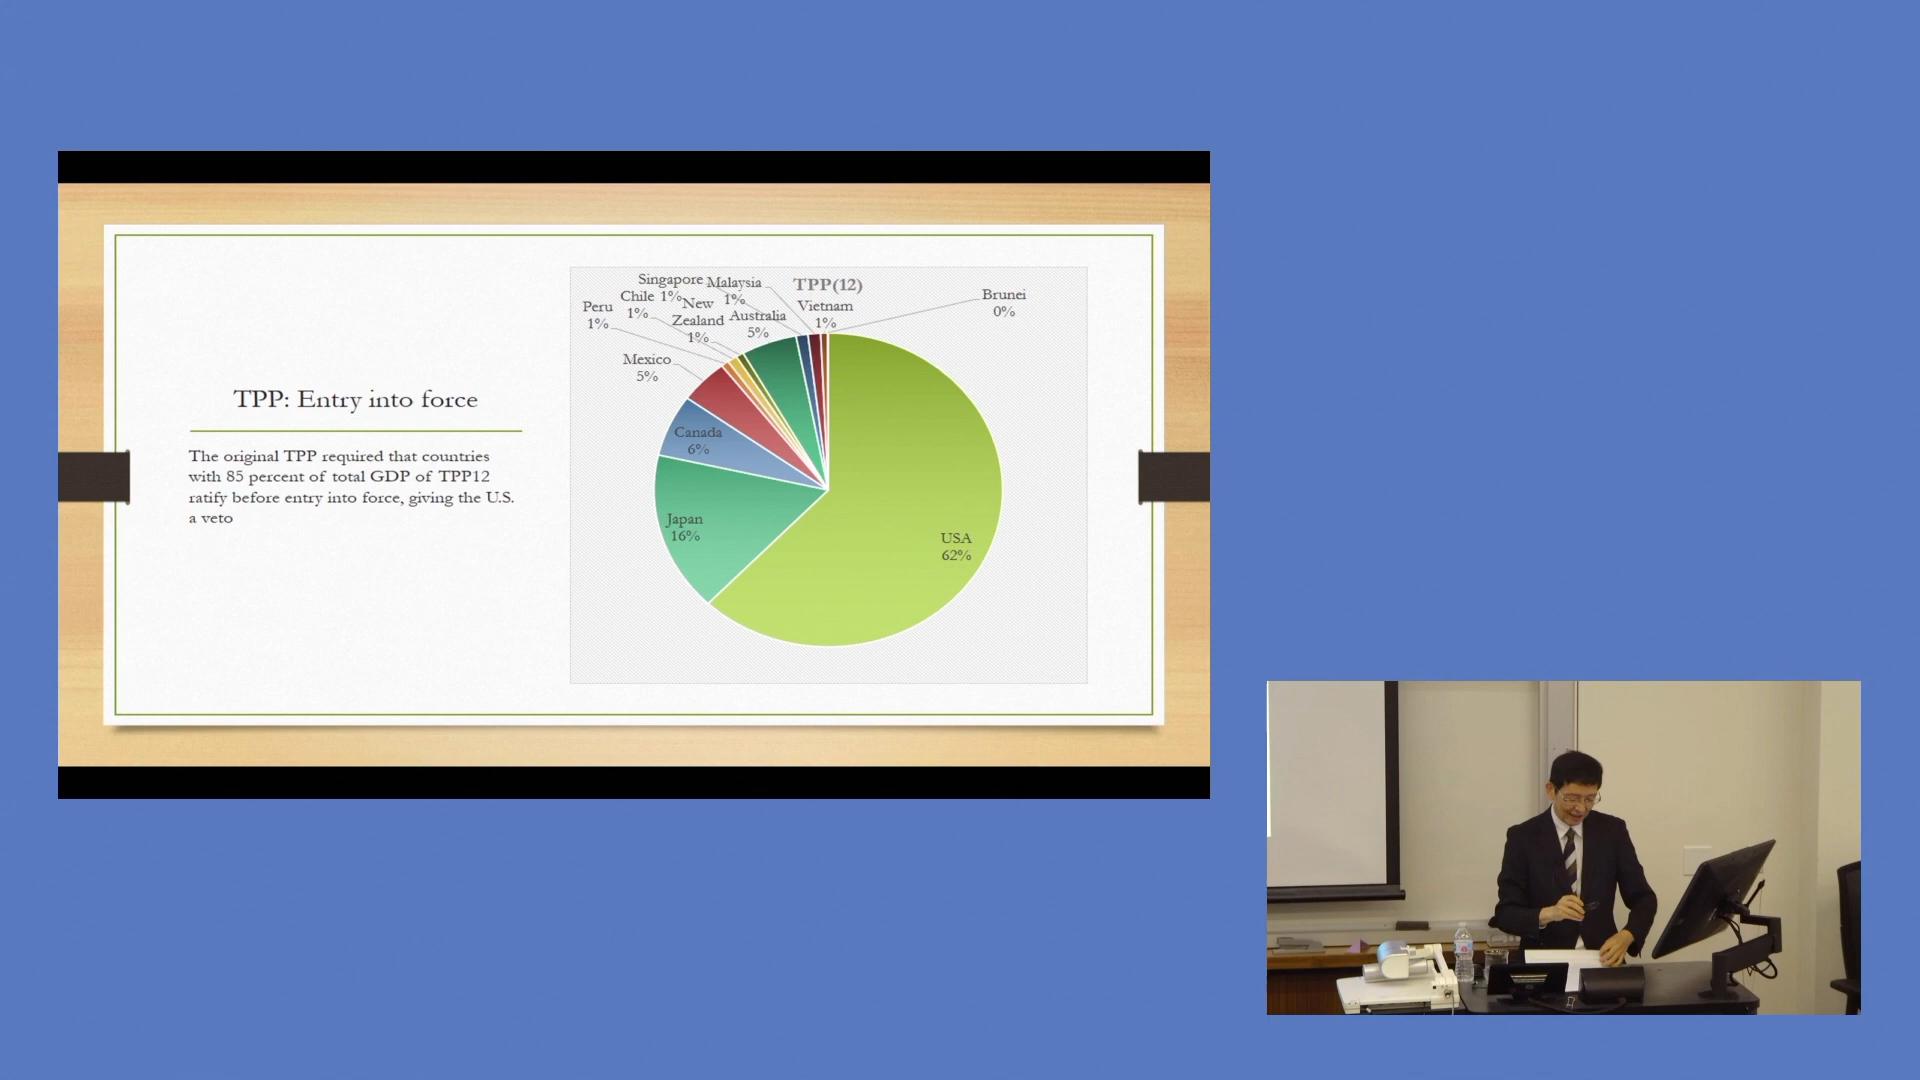 TPP: Entry into force
The original TPP required that countries
with 85 percent of total GDP of TPP12
ratify before entry into force, giving the U.S.
a veto
TPP(12)
Singapore
1%
Malaysia
1%
Brunei
0%
Chile
1%
Peru
1%
New
Zealand
1%
Australia
5%
Vietnam
1%
Mexico
5%
Canada
6%
Japan
16%
USA
62%